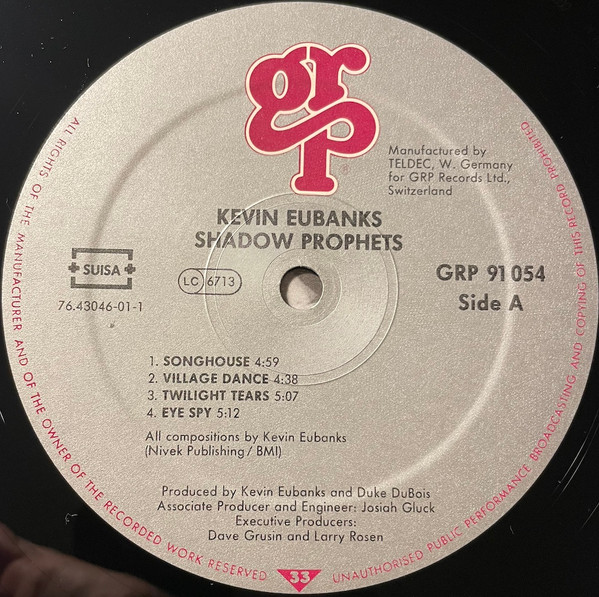 grp
®
Manufactured by
TELDEC, W. Germany
for GRP Records Ltd.,
Switzerland
KEVIN EUBANKS
SHADOW PROPHETS
SUISA
76.43046-01-1
LC 6713
GRP 91 054
Side A
1. SONGHOUSE 4:59
2. VILLAGE DANCE 4:38
3. TWILIGHT TEARS 5:07
4. EYE SPY 5:12
All compositions by Kevin Eubanks
(Nivek Publishing / BMI)
Produced by Kevin Eubanks and Duke DuBois
Associate Producer and Engineer: Josiah Gluck
Executive Producers:
Dave Grusin and Larry Rosen
ALL RIGHTS OF THE MANUFACTURER AND OF THE OWNER OF THE RECORDED WORK RESERVED
33
UNAUTHORISED PUBLIC PERFORMANCE BROADCASTING AND COPYING OF THIS RECORD PROHIBITED